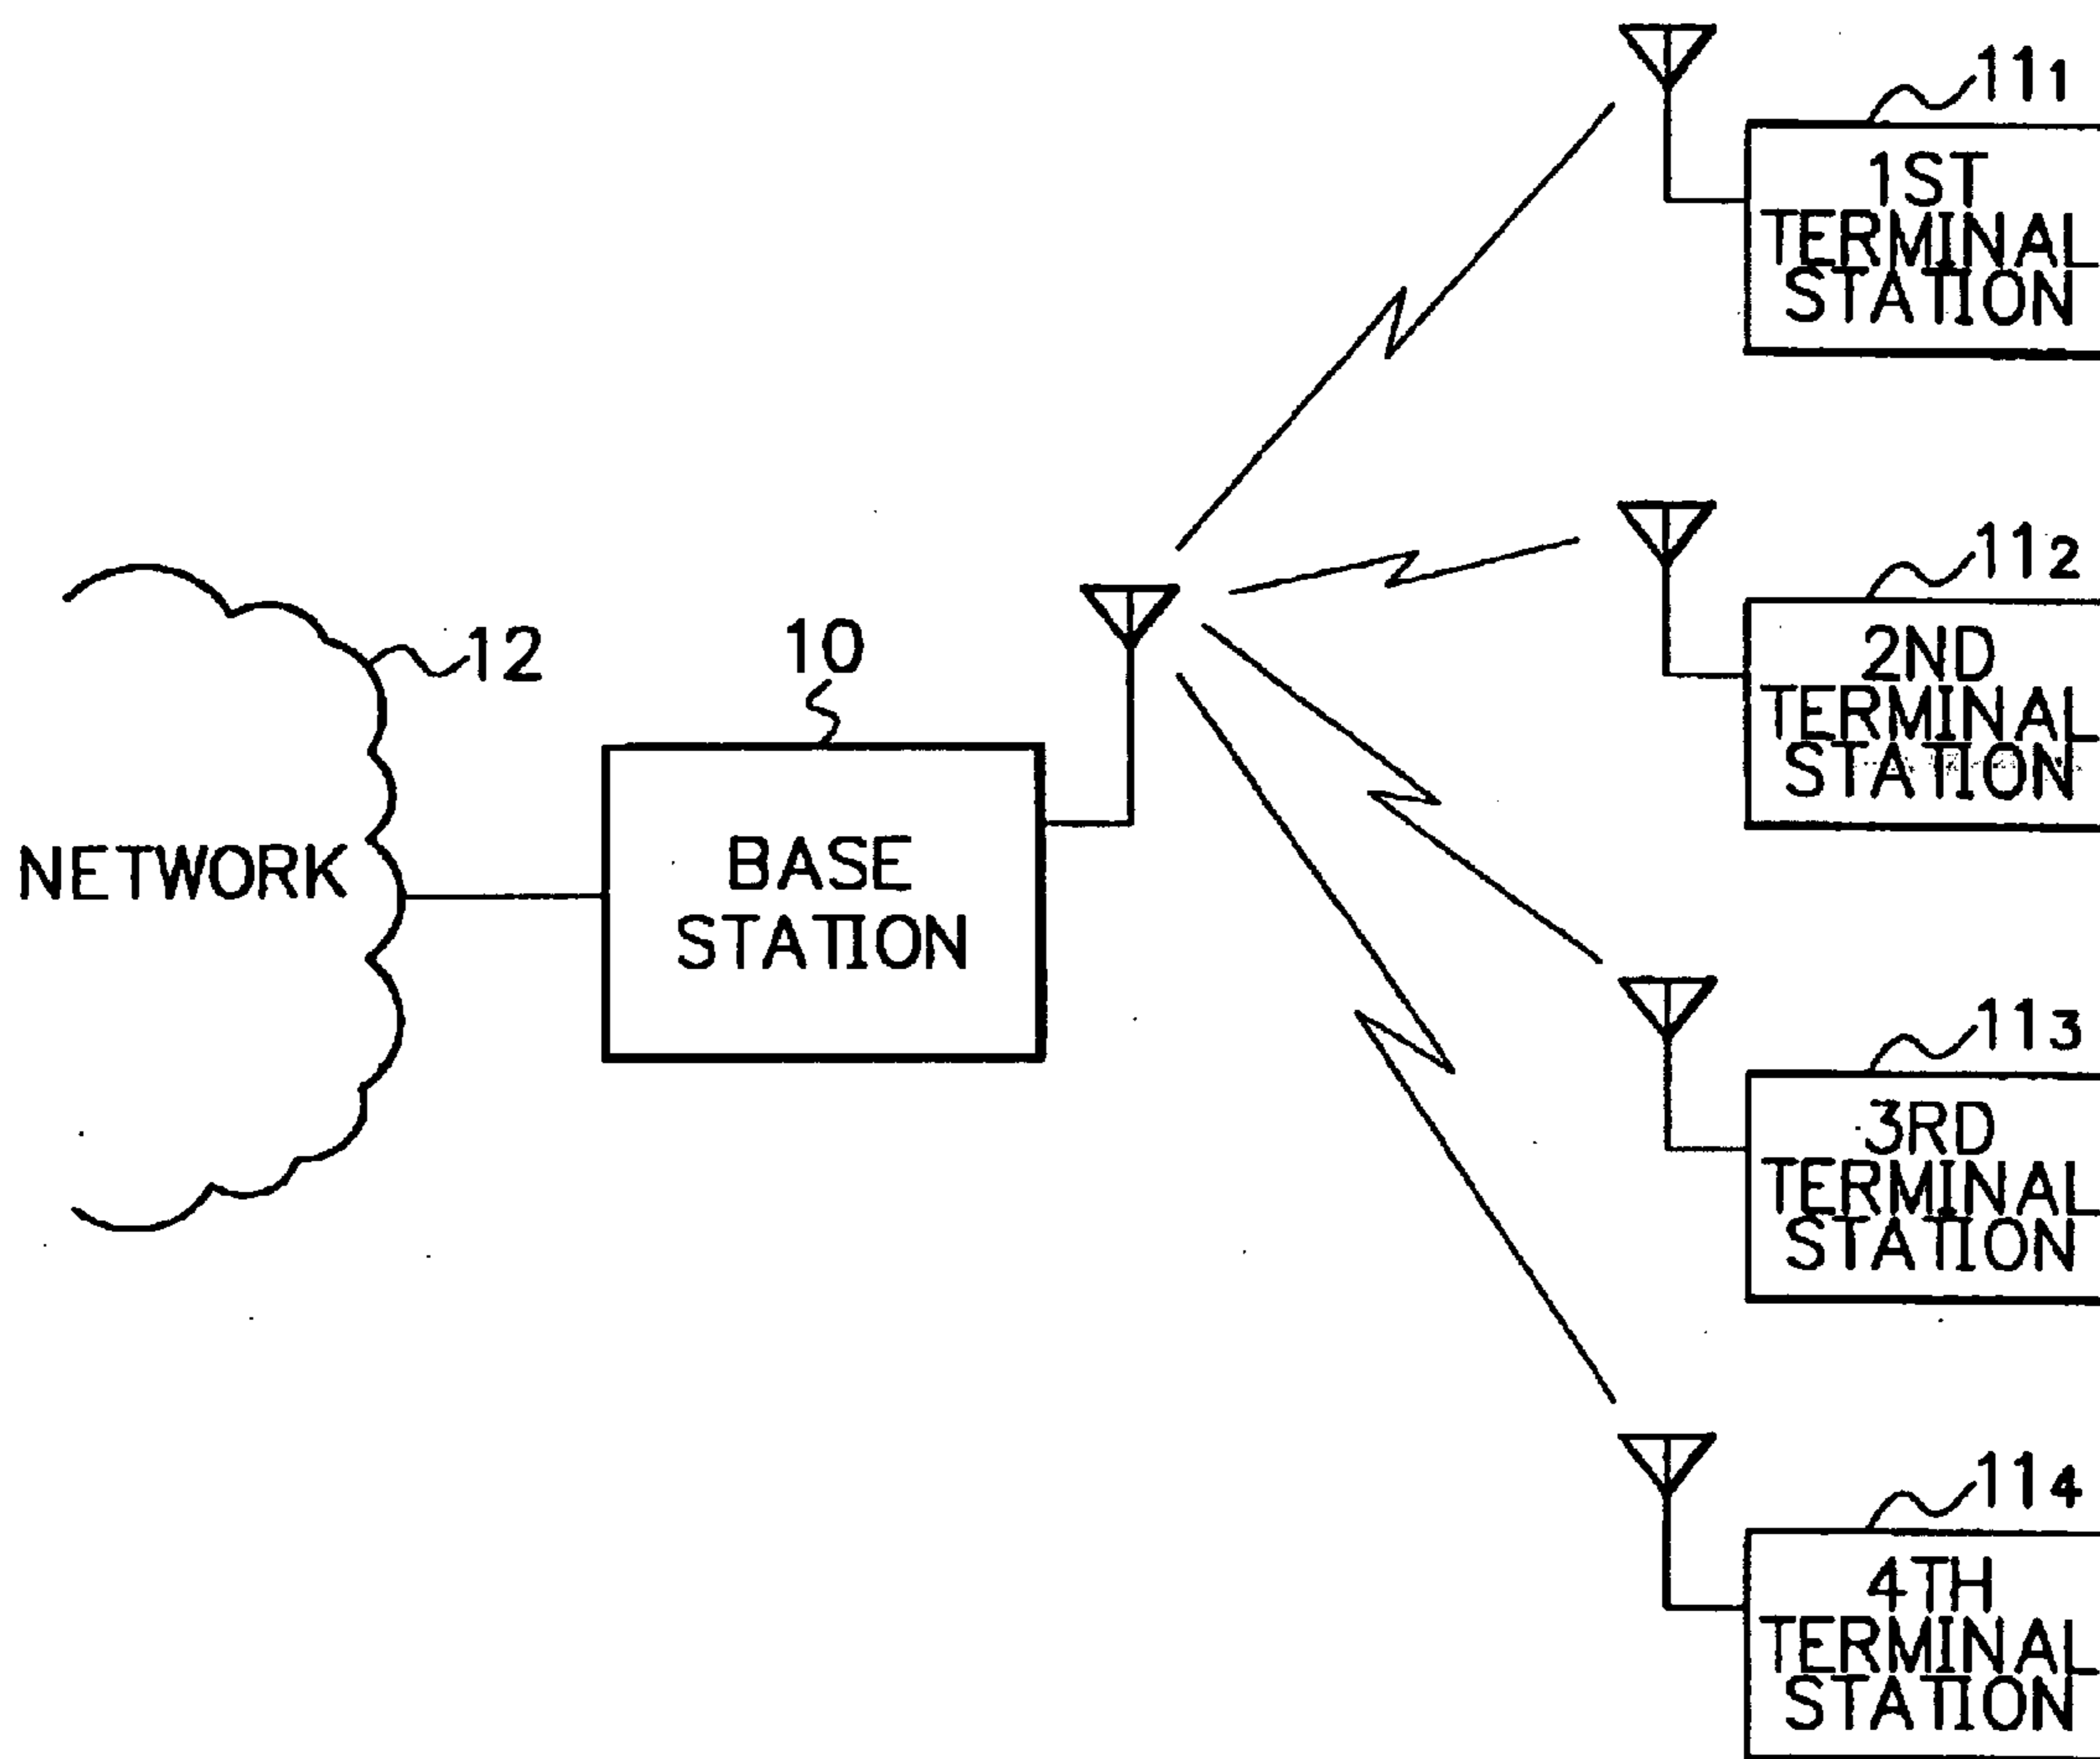 11₁
1ST
TERMINAL
STATION
11₂
2ND
TERMINAL
STATION
12
10
NETWORK
BASE
STATION
11₃
3RD
TERMINAL
STATION
11₄
4TH
TERMINAL
STATION